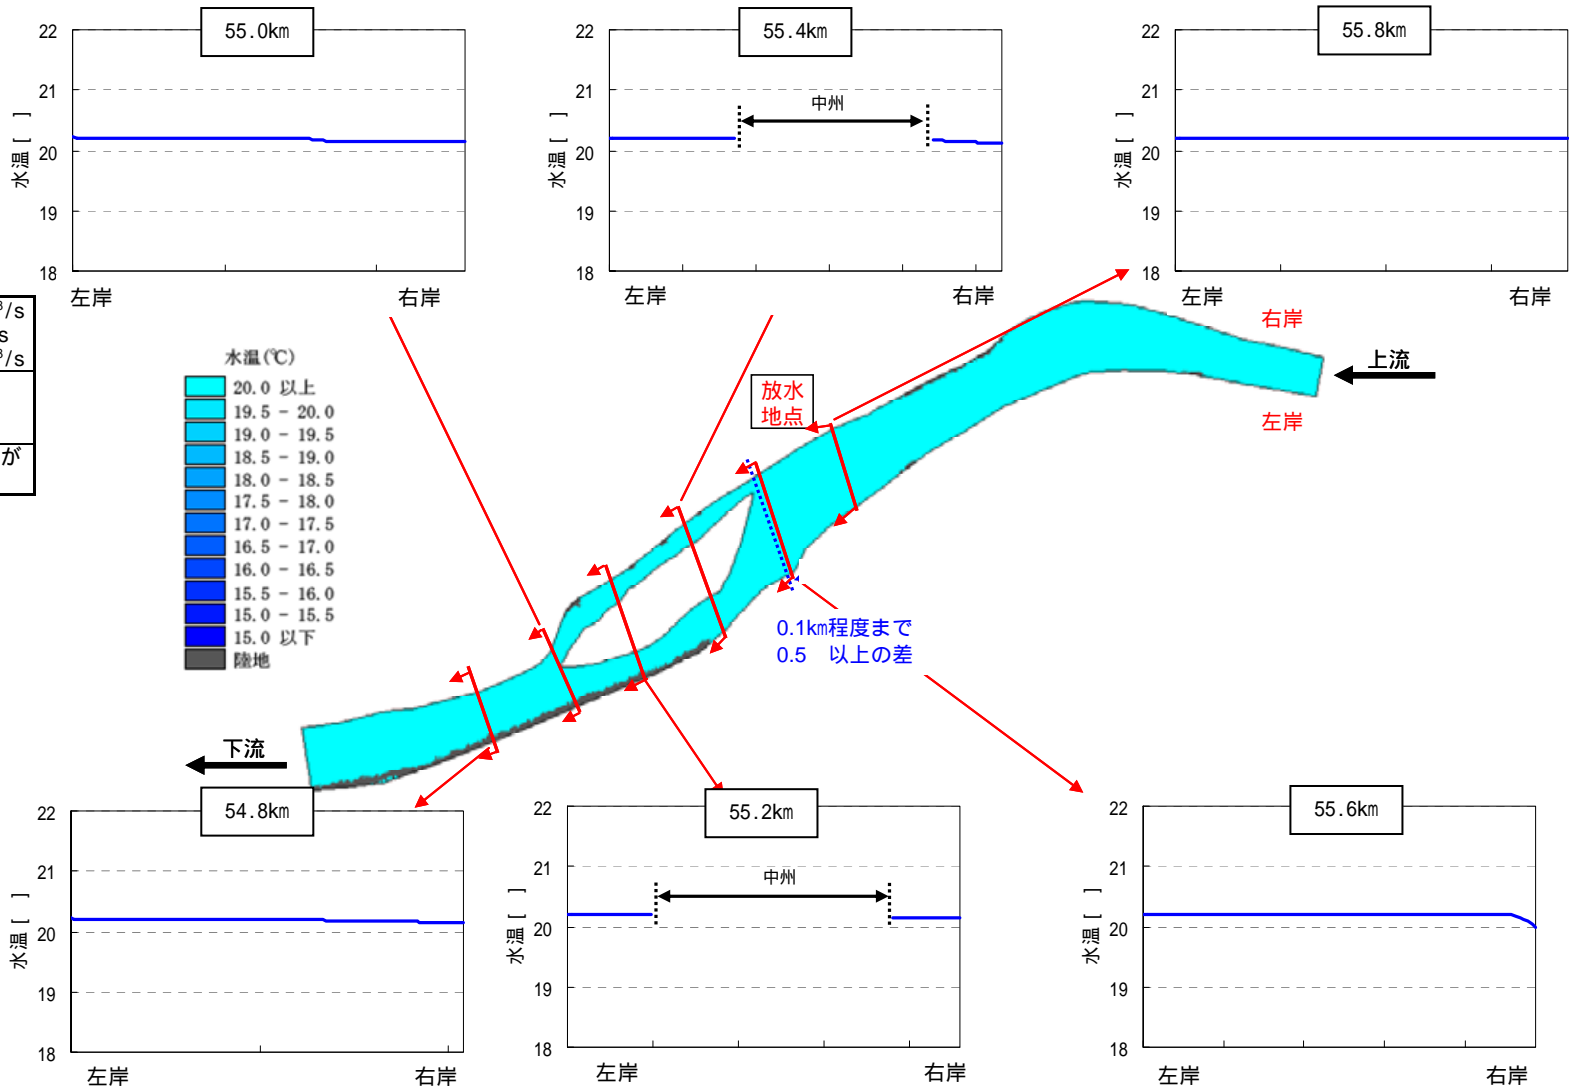 55.0㎞
22
21
20
19
18
水温 [   ]
左岸
右岸
55.4㎞
22
21
20
19
18
水温 [   ]
中州
左岸
右岸
55.8㎞
22
21
20
19
18
水温 [   ]
左岸
右岸
³/s
s
³/s
が
水温(℃)
20.0 以上
19.5 - 20.0
19.0 - 19.5
18.5 - 19.0
18.0 - 18.5
17.5 - 18.0
17.0 - 17.5
16.5 - 17.0
16.0 - 16.5
15.5 - 16.0
15.0 - 15.5
15.0 以下
陸地
放水
地点
右岸
上流
左岸
0.1㎞程度まで
0.5   以上の差
下流
54.8㎞
22
21
20
19
18
水温 [   ]
左岸
右岸
55.2㎞
22
21
20
19
18
水温 [   ]
中州
左岸
右岸
55.6㎞
22
21
20
19
18
水温 [   ]
左岸
右岸